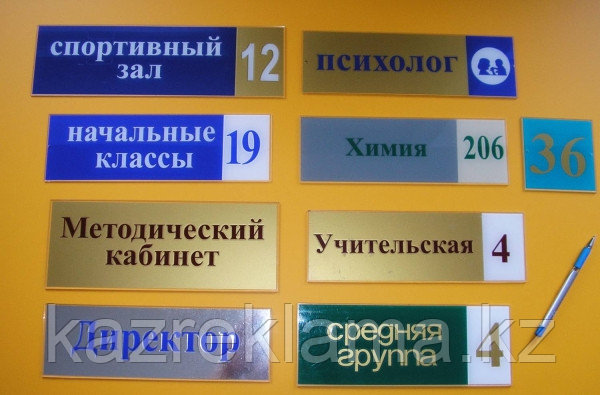 спортивный
зал
12
психолог
начальные
классы
19
Химия
206
36
Методический
кабинет
Учительская
4
Директор
средняя
группа
4
kazreklama.kz